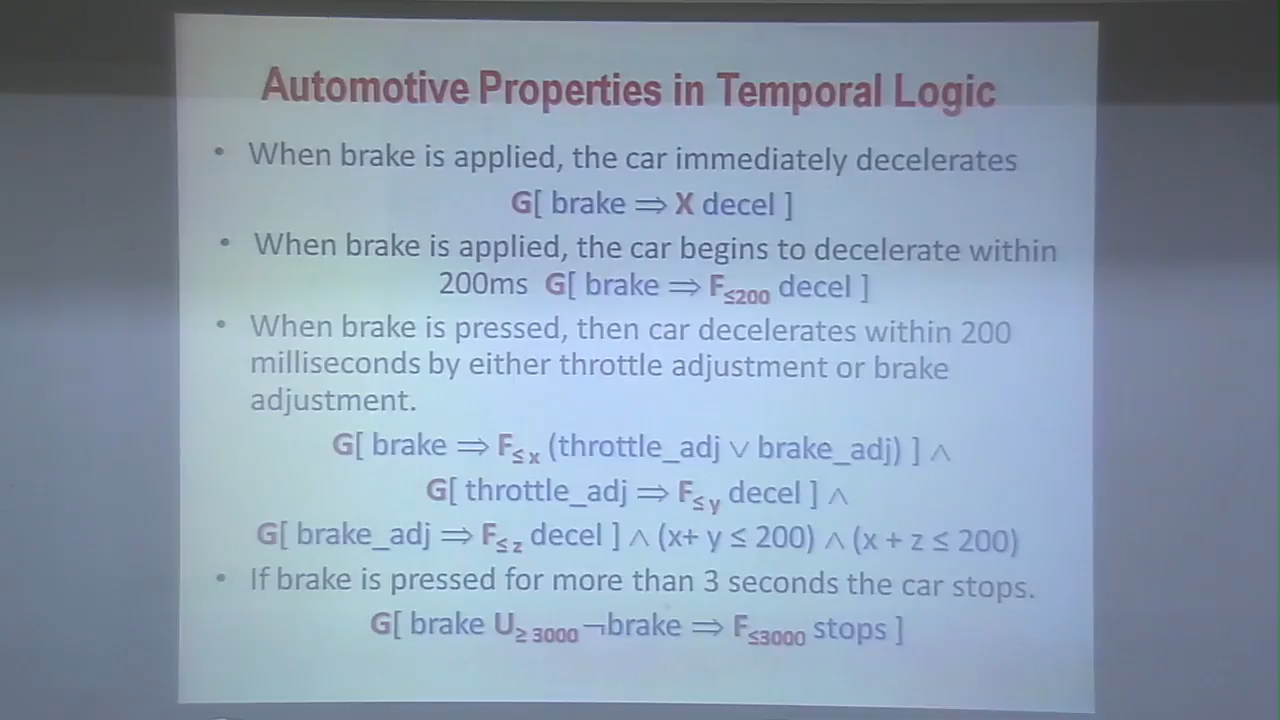 Automotive Properties in Temporal Logic
• When brake is applied, the car immediately decelerates
G[ brake ⇒ X decel ]
• When brake is applied, the car begins to decelerate within
200ms G[ brake ⇒ F≤200 decel ]
• When brake is pressed, then car decelerates within 200
milliseconds by either throttle adjustment or brake
adjustment.
G[ brake ⇒ F≤ x (throttle_adj ∨ brake_adj) ] ∧
G[ throttle_adj ⇒ F≤ y decel ] ∧
G[ brake_adj ⇒ F≤ z decel ] ∧ (x+ y ≤ 200) ∧ (x + z ≤ 200)
• If brake is pressed for more than 3 seconds the car stops.
G[ brake U≥ 3000 ¬brake ⇒ F≤3000 stops ]